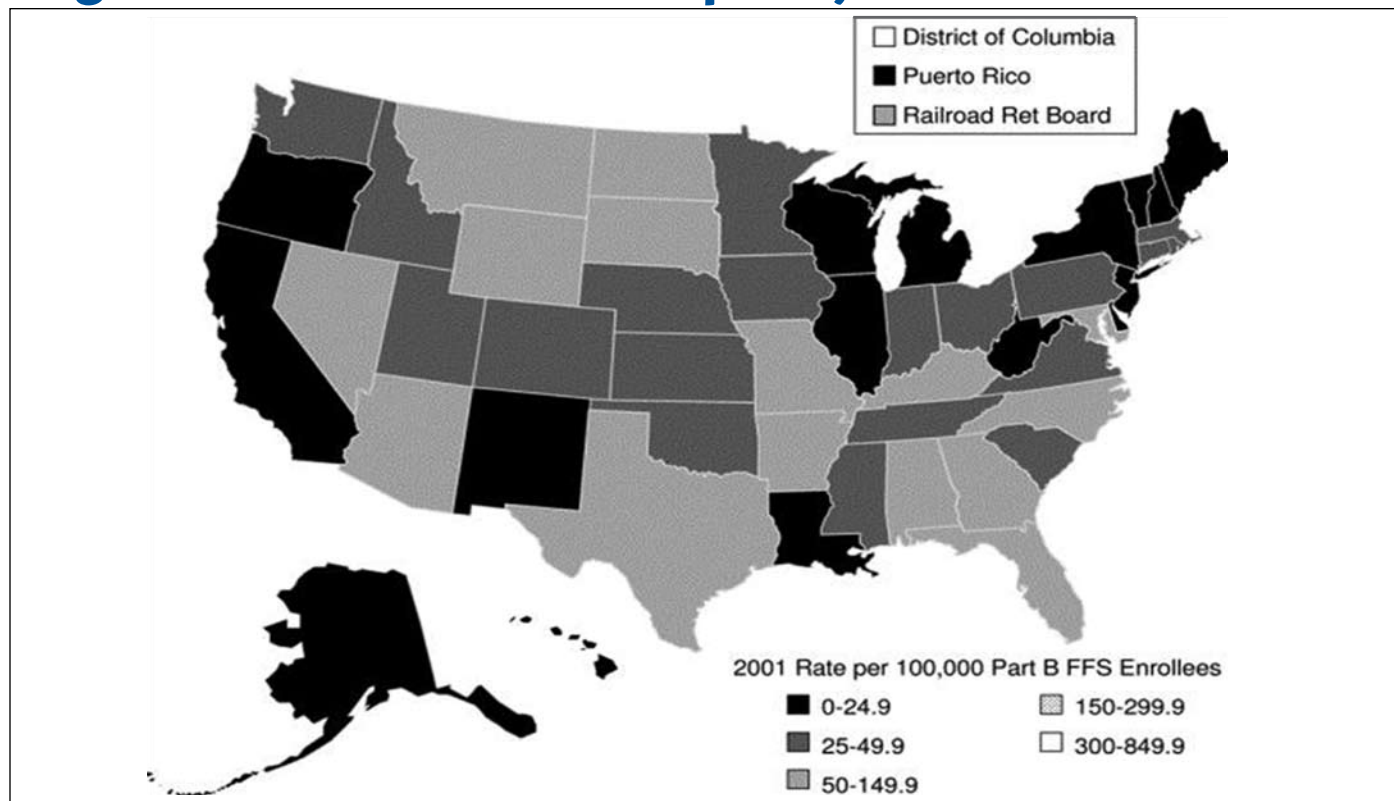 District of Columbia
Puerto Rico
Railroad Ret Board
2001 Rate per 100,000 Part B FFS Enrollees
0-24.9
25-49.9
50-149.9
150-299.9
300-849.9